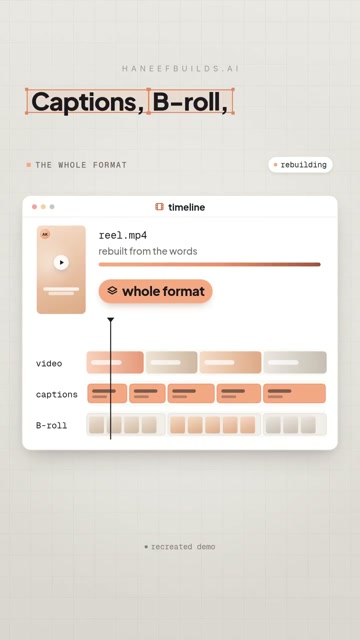 HANEEFBUILDS.AI
Captions, B-roll,
THE WHOLE FORMAT
rebuilding
timeline
reel.mp4
rebuilt from the words
whole format
video
captions
B-roll
recreated demo